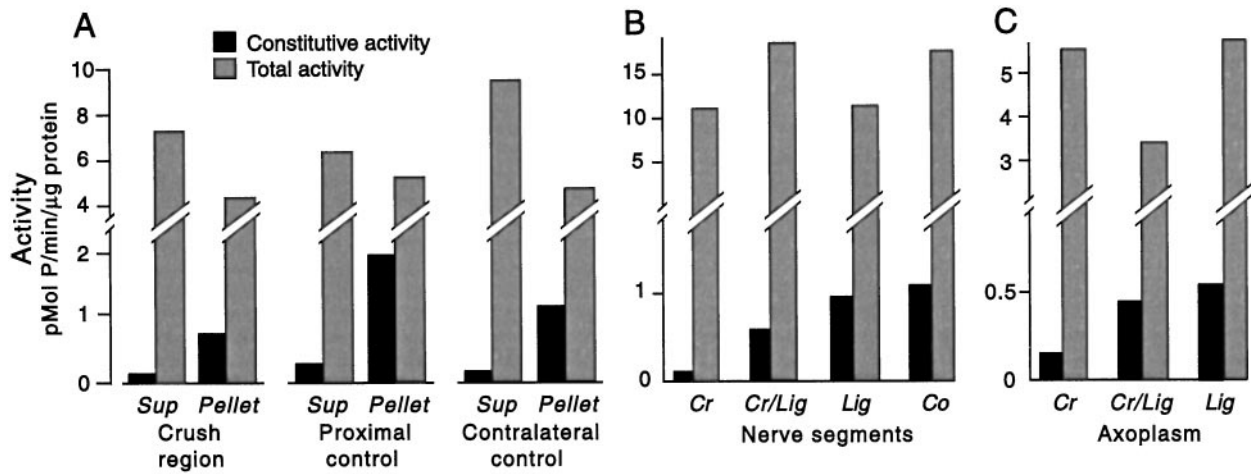 A
Constitutive activity
Total activity
Activity
pMol P/min/µg protein
10
8
6
4
2
1
0
Sup Pellet Sup Pellet Sup Pellet
Crush region
Proximal control
Contralateral control
B
15
10
5
1
0
Cr Cr/Lig Lig Co
Nerve segments
C
5
4
3
0.5
0
Cr Cr/Lig Lig
Axoplasm